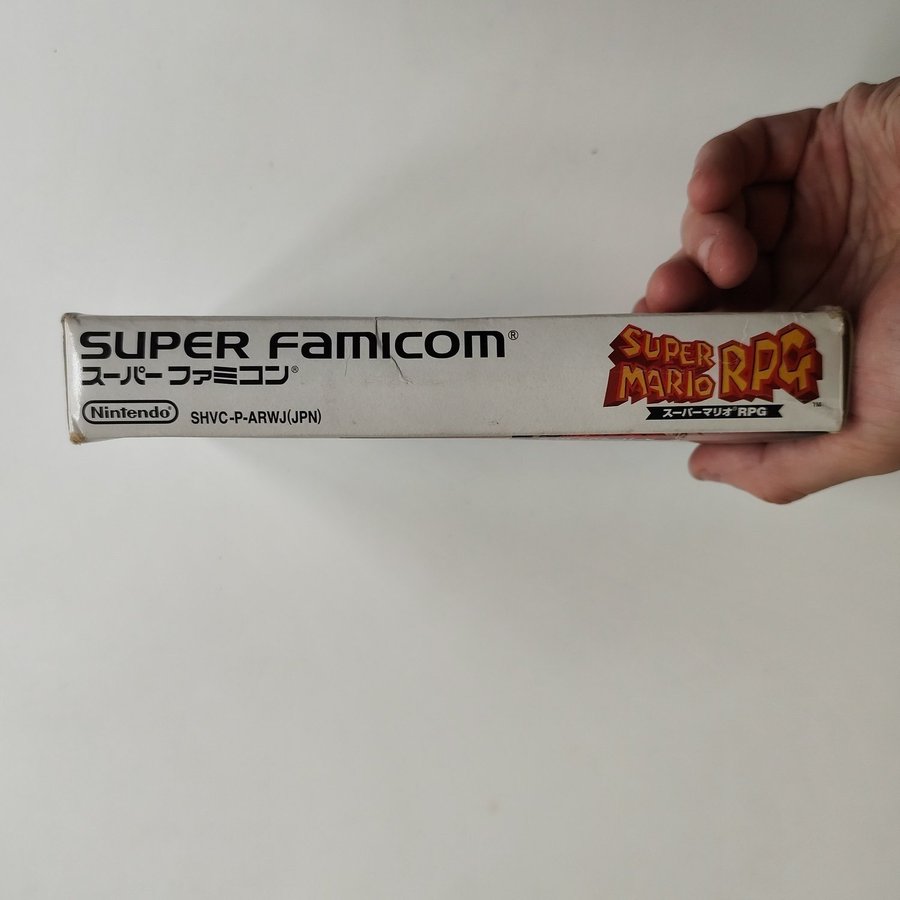 SUPER FAMICOM®
スーパーファミコン®
Nintendo®
SHVC-P-ARWJ(JPN)
SUPER
MARIO RPG™
スーパーマリオ®RPG